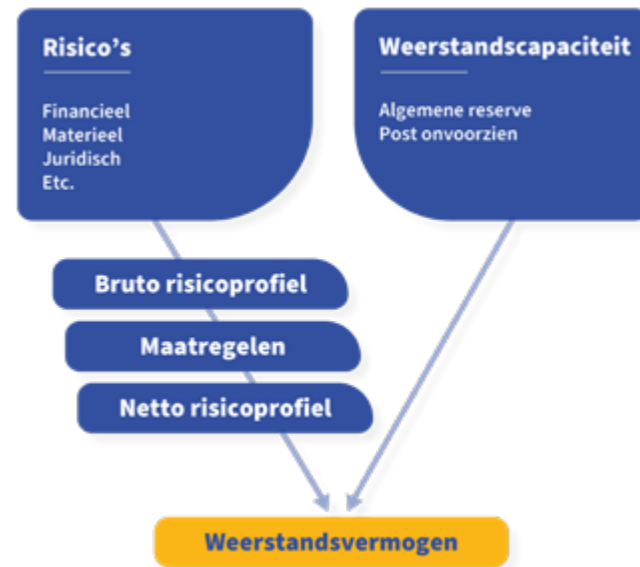 Risico’s
Financieel
Materieel
Juridisch
Etc.
Weerstandscapaciteit
Algemene reserve
Post onvoorzien
Bruto risicoprofiel
Maatregelen
Netto risicoprofiel
Weerstandsvermogen